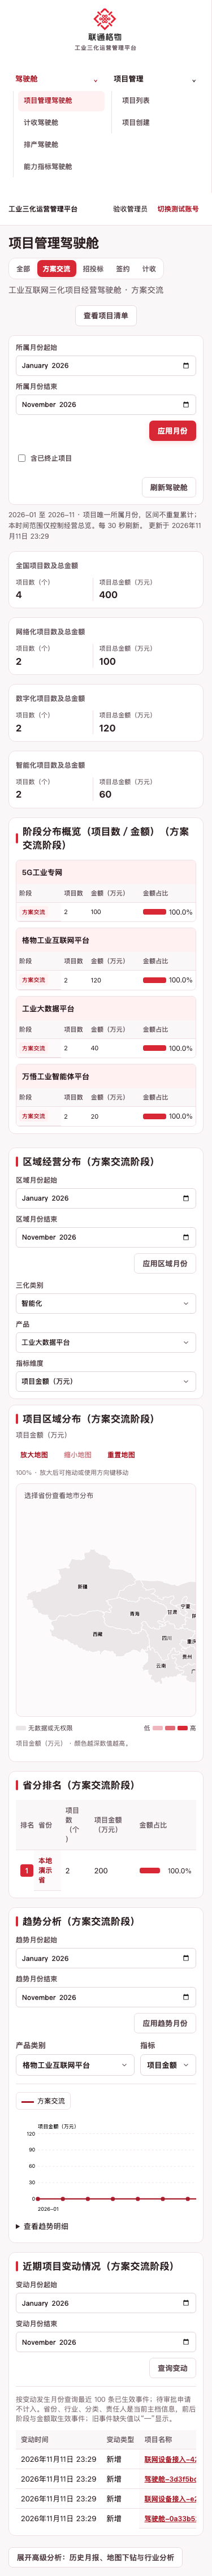 联通格物
工业三化运营管理平台
驾驶舱
项目管理
项目管理驾驶舱
项目列表
计收驾驶舱
项目创建
排产驾驶舱
能力指标驾驶舱
工业三化运营管理平台
验收管理员
切换测试账号
项目管理驾驶舱
全部 方案交流 招投标 签约 计收
工业互联网三化项目经营驾驶舱 · 方案交流
查看项目清单
所属月份起始
January 2026
所属月份结束
November 2026
应用月份
含已终止项目
刷新驾驶舱
2026-01 至 2026-11 · 项目唯一所属月份，区间不重复累计；本时间范围仅控制经营总览。每 30 秒刷新。 更新于 2026年11月11日 23:29
全国项目数及总金额
项目数（个） 项目总金额（万元）
4 400
网络化项目数及总金额
项目数（个） 项目总金额（万元）
2 100
数字化项目数及总金额
项目数（个） 项目总金额（万元）
2 120
智能化项目数及总金额
项目数（个） 项目总金额（万元）
2 60
阶段分布概览（项目数 / 金额）（方案交流阶段）
5G工业专网
阶段 项目数 金额（万元） 金额占比
方案交流 2 100 100.0%
格物工业互联网平台
阶段 项目数 金额（万元） 金额占比
方案交流 2 120 100.0%
工业大数据平台
阶段 项目数 金额（万元） 金额占比
方案交流 2 40 100.0%
万悟工业智能体平台
阶段 项目数 金额（万元） 金额占比
方案交流 2 20 100.0%
区域经营分布（方案交流阶段）
区域月份起始
January 2026
区域月份结束
November 2026
应用区域月份
三化类别
智能化
产品
工业大数据平台
指标维度
项目金额（万元）
项目区域分布（方案交流阶段）
项目金额（万元）
放大地图 缩小地图 重置地图
100% · 放大后可拖动或使用方向键移动
选择省份查看地市分布
新疆
宁夏
青海 甘肃
西藏
四川 重庆
贵州
云南
无数据或无权限
低 高
项目金额（万元） · 颜色越深数值越高。
省分排名（方案交流阶段）
排名 省份 项目数（个） 项目金额（万元） 金额占比
1 本地演示省 2 200 100.0%
趋势分析（方案交流阶段）
趋势月份起始
January 2026
趋势月份结束
November 2026
应用趋势月份
产品类别 指标
格物工业互联网平台 项目金额
方案交流
项目金额（万元）
120
90
60
30
0
2026-01
查看趋势明细
近期项目变动情况（方案交流阶段）
变动月份起始
January 2026
变动月份结束
November 2026
查询变动
按变动发生月份查询最近 100 条已生效事件；待审批申请不计入。省份、行业、分类、责任人是当前主档信息，前后阶段与金额取生效事件；旧事件缺失值以“—”显示。
变动时间 变动类型 项目名称
2026年11月11日 23:29 新增 联网设备接入-4
2026年11月11日 23:29 新增 驾驶舱-3d3f5b
2026年11月11日 23:29 新增 联网设备接入-e
2026年11月11日 23:29 新增 驾驶舱-0a33b5
展开高级分析：历史月报、地图下钻与行业分析